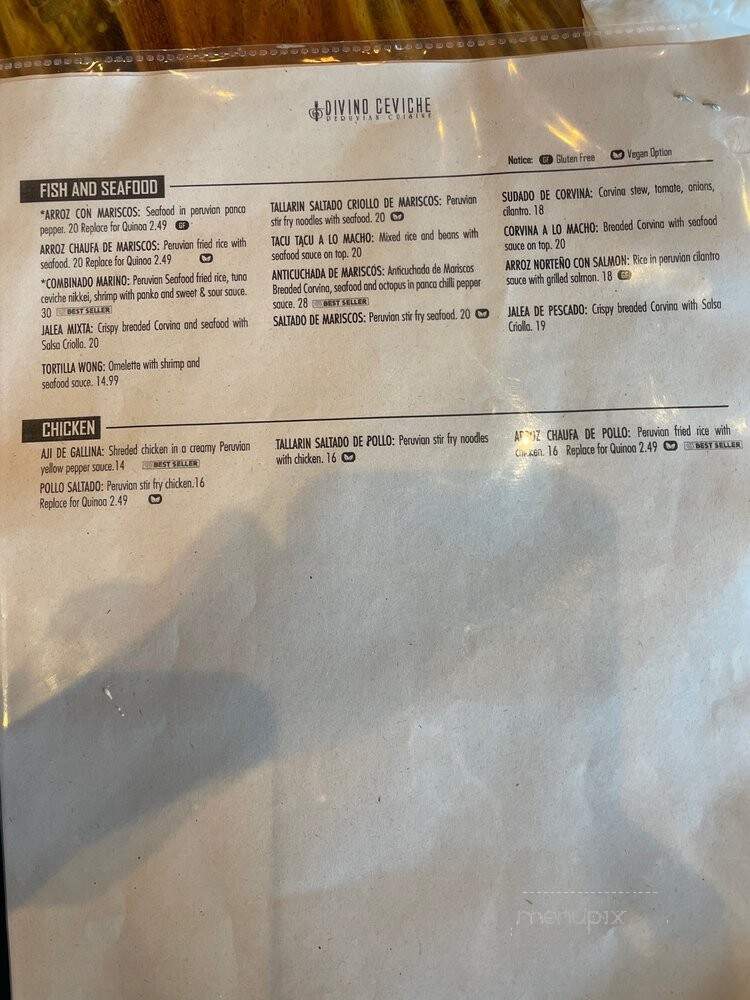 DIVINO CEVICHE
PERUVIAN CUISINE
Notice: GF Gluten Free Vegan Option
FISH AND SEAFOOD
*ARROZ CON MARISCOS: Seafood in peruvian panca
pepper. 20 Replace for Quinoa 2.49 GF
ARROZ CHAUFA DE MARISCOS: Peruvian fried rice with
seafood. 20 Replace for Quinoa 2.49
*COMBINADO MARINO: Peruvian Seafood fried rice, tuna
ceviche nikkei, shrimp with panko and sweet & sour sauce.
30 BEST SELLER
JALEA MIXTA: Crispy breaded Corvina and seafood with
Salsa Criolla. 20
TORTILLA WONG: Omelette with shrimp and
seafood sauce. 14.99
TALLARIN SALTADO CRIOLLO DE MARISCOS: Peruvian
stir fry noodles with seafood. 20
TACU TACU A LO MACHO: Mixed rice and beans with
seafood sauce on top. 20
ANTICUCHADA DE MARISCOS: Anticuchada de Mariscos
Breaded Corvina, seafood and octopus in panca chilli pepper
sauce. 28 BEST SELLER
SALTADO DE MARISCOS: Peruvian stir fry seafood. 20
SUDADO DE CORVINA: Corvina stew, tomato, onions,
cilantro. 18
CORVINA A LO MACHO: Breaded Corvina with seafood
sauce on top. 20
ARROZ NORTEÑO CON SALMON: Rice in peruvian cilantro
sauce with grilled salmon. 18 GF
JALEA DE PESCADO: Crispy breaded Corvina with Salsa
Criolla. 19
CHICKEN
AJI DE GALLINA: Shreded chicken in a creamy Peruvian
yellow pepper sauce.14 BEST SELLER
POLLO SALTADO: Peruvian stir fry chicken.16
Replace for Quinoa 2.49
TALLARIN SALTADO DE POLLO: Peruvian stir fry noodles
with chicken. 16
ARROZ CHAUFA DE POLLO: Peruvian fried rice with
chicken. 16 Replace for Quinoa 2.49 BEST SELLER
menupix